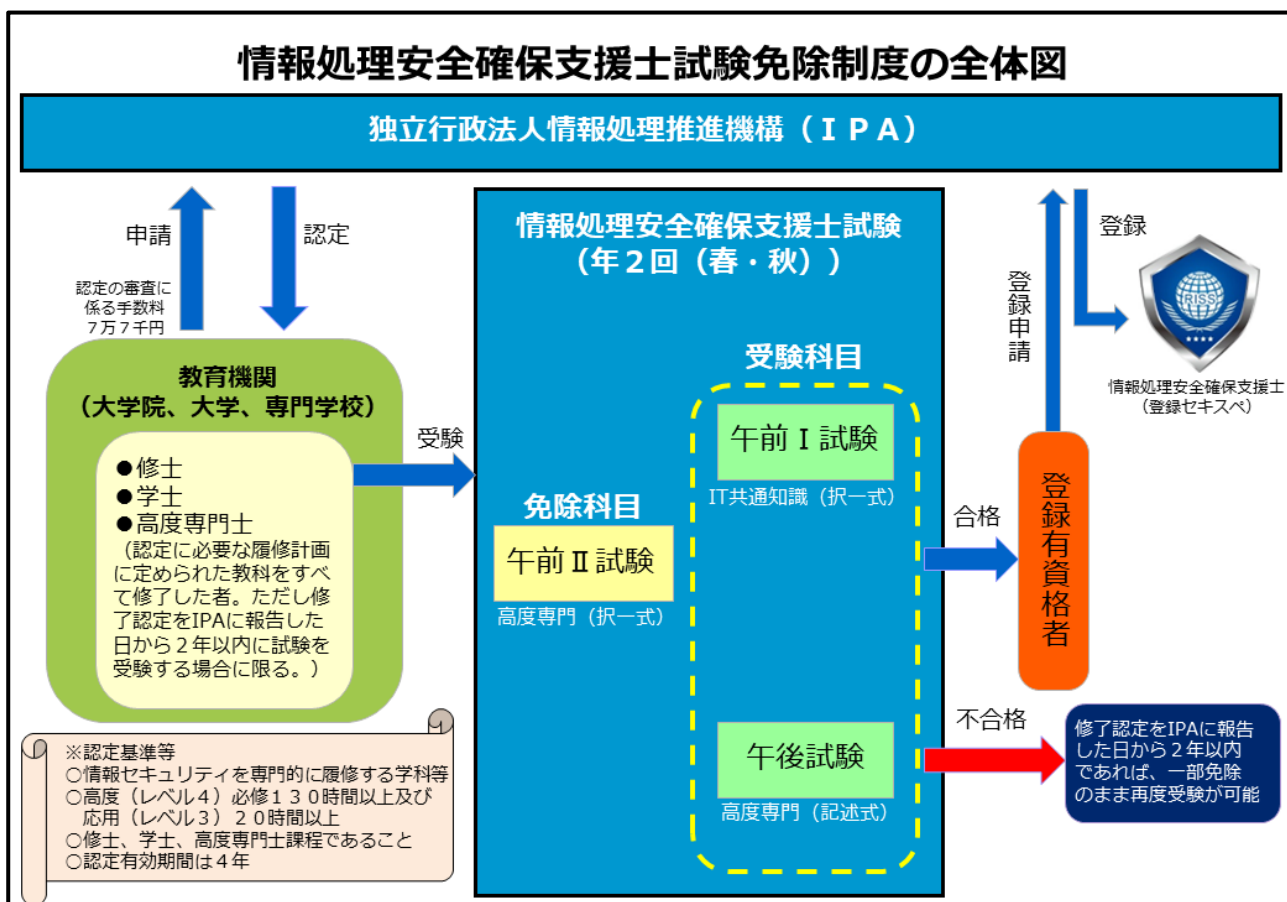 情報処理安全確保支援士試験免除制度の全体図
独立行政法人情報処理推進機構（ＩＰＡ）
申請
認定
認定の審査に
係る手数料
７万７千円
教育機関
（大学院、大学、専門学校）
●修士
●学士
●高度専門士
（認定に必要な履修計画
に定められた教科をすべ
て修了した者。ただし修
了認定をIPAに報告した
日から２年以内に試験を
受験する場合に限る。）
※認定基準等
○情報セキュリティを専門的に履修する学科等
○高度（レベル４）必修１３０時間以上及び
応用（レベル３）２０時間以上
○修士、学士、高度専門士課程であること
○認定有効期間は４年
受験
情報処理安全確保支援士試験
（年２回（春・秋））
免除科目
午前Ⅱ試験
高度専門（択一式）
受験科目
午前Ⅰ試験
IT共通知識（択一式）
午後試験
高度専門（記述式）
合格
不合格
登録有資格者
登録申請
登録
RISS
情報処理安全確保支援士
（登録セキスペ）
修了認定をIPAに報告
した日から２年以内
であれば、一部免除
のまま再度受験が可能